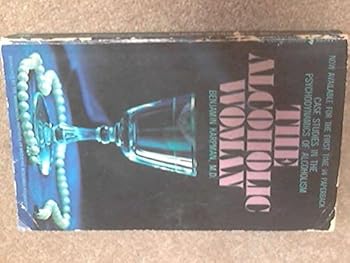 NOW AVAILABLE FOR THE FIRST TIME IN PAPERBACK
CASE STUDIES IN THE
PSYCHODYNAMICS OF ALCOHOLISM
THE
ALCOHOLIC
WOMAN
BENJAMIN KARPMAN, M.D.